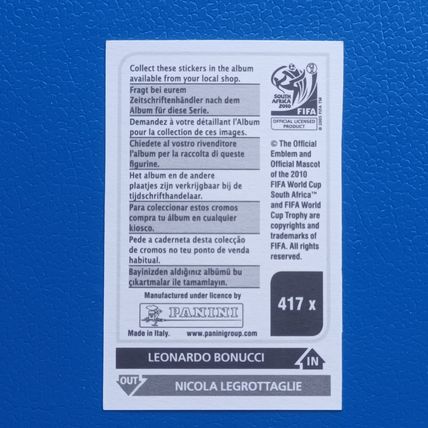 Collect these stickers in the album
available from your local shop.
Fragt bei eurem
Zeitschriftenhändler nach dem
Album für diese Serie.
Demandez à votre détaillant l'Album
pour la collection de ces images.
Chiedete al vostro rivenditore
l'album per la raccolta di queste
figurine.
Het album en de andere
plaatjes zijn verkrijgbaar bij de
tijdschrifthandelaar.
Para coleccionar estos cromos
compra tu álbum en cualquier
kiosco.
Pede a caderneta desta colecção
de cromos no teu ponto de venda
habitual.
Bayinizden aldığınız albümü bu
çıkartmalar ile tamamlayın.
Manufactured under licence by
PANINI
Made in Italy. www.paninigroup.com
SOUTH AFRICA
2010
FIFA
OFFICIAL LICENSED
PRODUCT
© The Official
Emblem and
Official Mascot
of the 2010
FIFA World Cup
South Africa™
and FIFA World
Cup Trophy are
copyrights and
trademarks of
FIFA. All rights
reserved.
417 x
LEONARDO BONUCCI IN
OUT NICOLA LEGROTTAGLIE